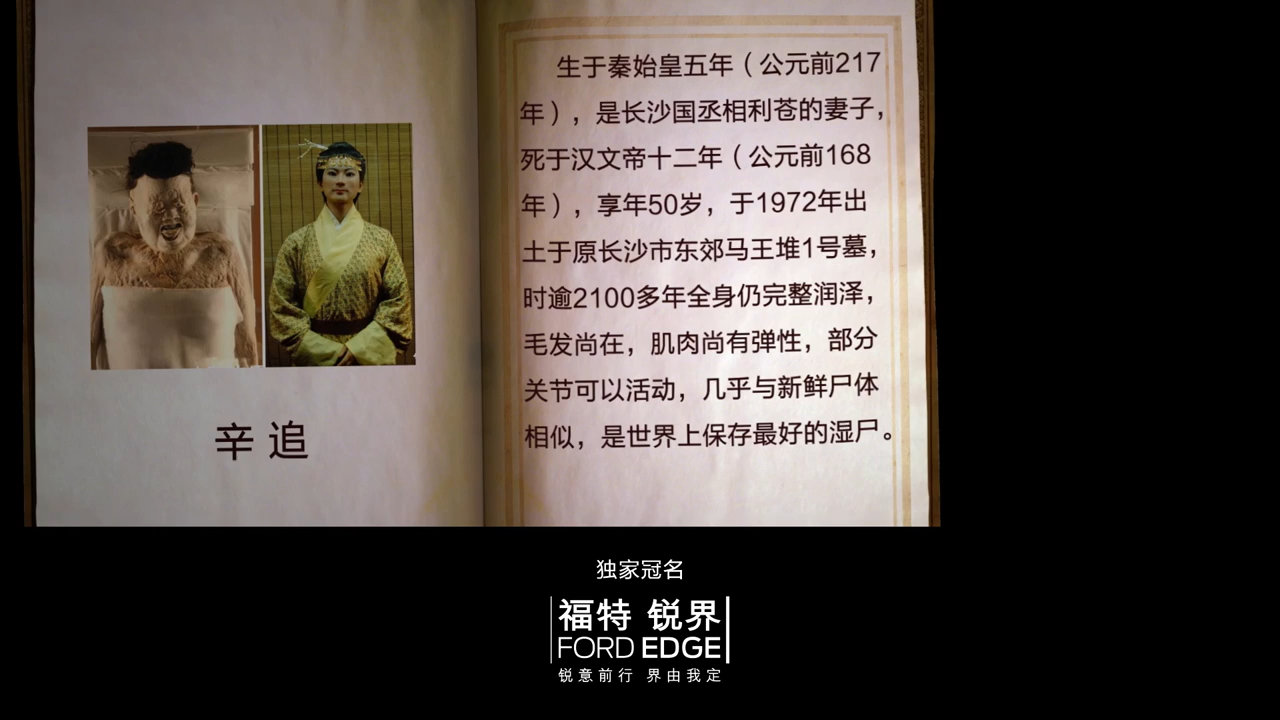 辛追
生于秦始皇五年（公元前217
年），是长沙国丞相利苍的妻子，
死于汉文帝十二年（公元前168
年），享年50岁，于1972年出
土于原长沙市东郊马王堆1号墓，
时逾2100多年全身仍完整润泽，
毛发尚在，肌肉尚有弹性，部分
关节可以活动，几乎与新鲜尸体
相似，是世界上保存最好的湿尸。
独家冠名
福特 锐界
FORD EDGE
锐意前行 界由我定